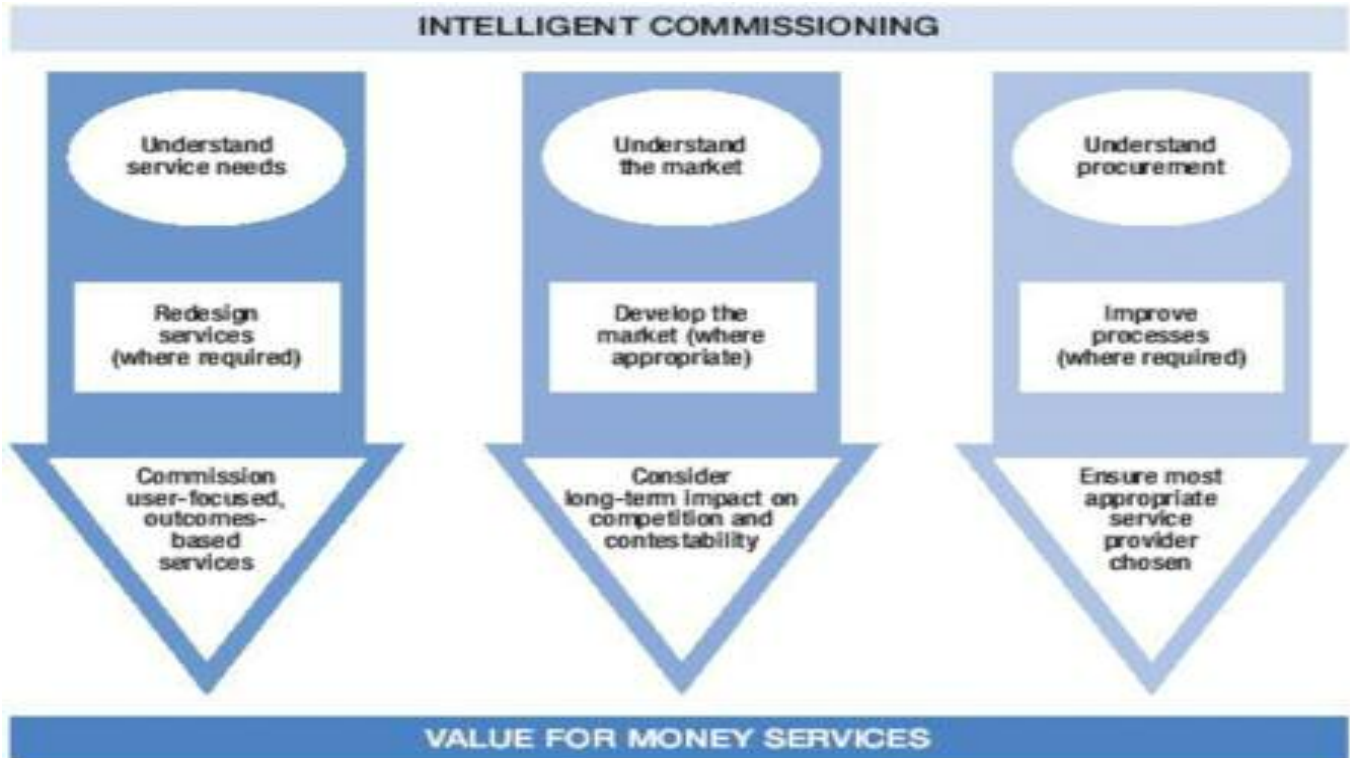 INTELLIGENT COMMISSIONING
Understand
service needs
Redesign
services
(where required)
Commission
user-focused,
outcomes-
based
services
Understand
the market
Develop the
market (where
appropriate)
Consider
long-term impact on
competition and
contestability
Understand
procurement
Improve
processes
(where required)
Ensure most
appropriate
service
provider
chosen
VALUE FOR MONEY SERVICES